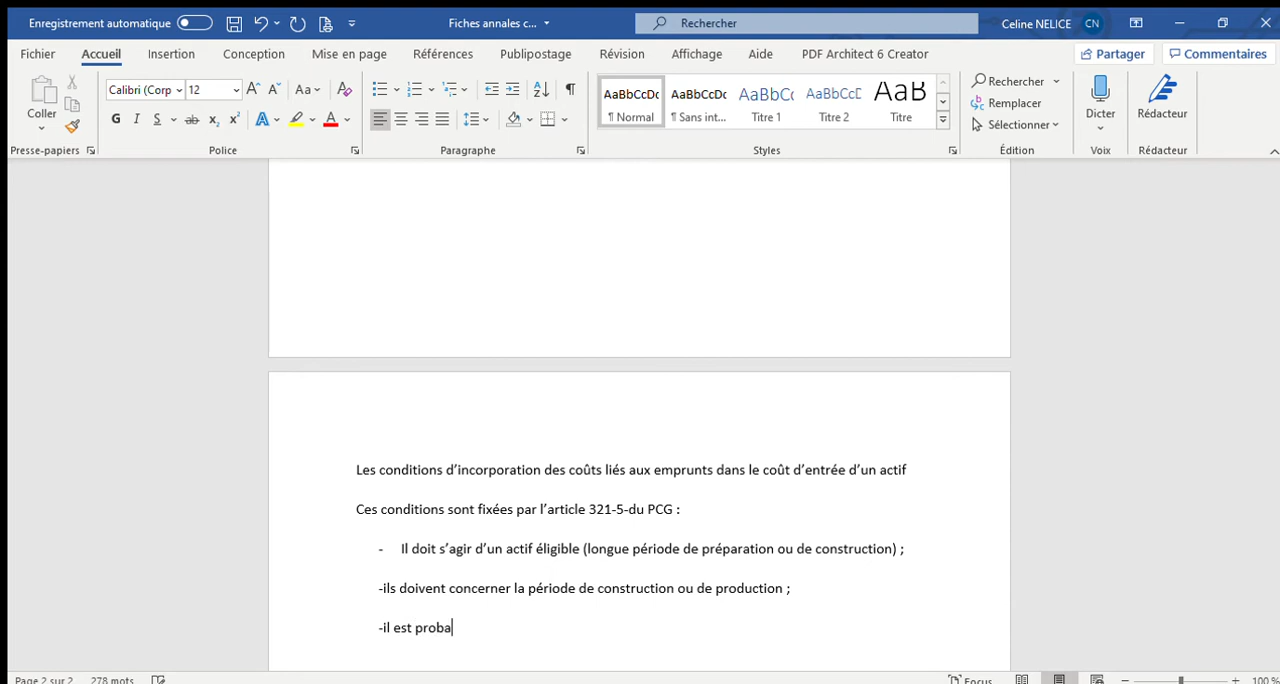 Enregistrement automatique Fiches annales c... Rechercher Celine NELICE CN
Fichier Accueil Insertion Conception Mise en page Références Publipostage Révision Affichage Aide PDF Architect 6 Creator Partager Commentaires
Coller
Calibri (Corp 12 A A Aa A
G I S ab x₂ x² A A
AaBbCcDc AaBbCcDc AaBbCc AaBbCcD AaB
¶ Normal ¶ Sans int... Titre 1 Titre 2 Titre
Rechercher
Remplacer
Sélectionner
Dicter
Rédacteur
Presse-papiers Police Paragraphe Styles Édition Voix Rédacteur
Les conditions d’incorporation des coûts liés aux emprunts dans le coût d’entrée d’un actif
Ces conditions sont fixées par l’article 321-5-du PCG :
- Il doit s’agir d’un actif éligible (longue période de préparation ou de construction) ;
-ils doivent concerner la période de construction ou de production ;
-il est proba
Page 2 sur 2 278 mots Focus 100 %